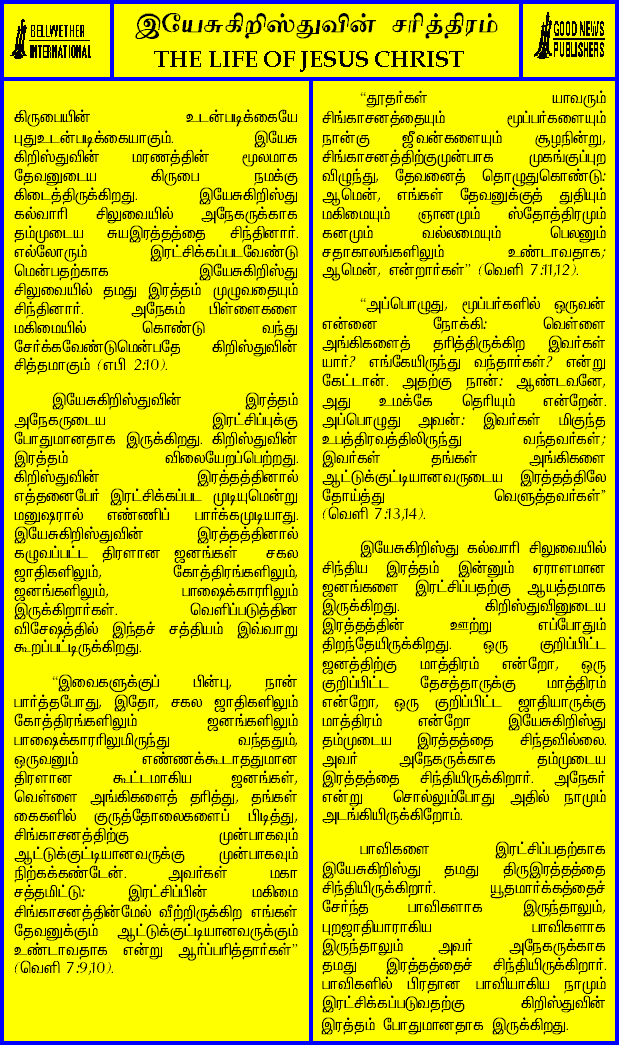 BELLWETHER
INTERNATIONAL
இயேசுகிறிஸ்துவின் சரித்திரம்
THE LIFE OF JESUS CHRIST
GOOD NEWS
PUBLISHERS
கிருபையின் உடன்படிக்கையே
புதுஉடன்படிக்கையாகும். இயேசு
கிறிஸ்துவின் மரணத்தின் மூலமாக
தேவனுடைய கிருபை நமக்கு
கிடைத்திருக்கிறது. இயேசுகிறிஸ்து
கல்வாரி சிலுவையில் அநேகருக்காக
தம்முடைய சுயஇரத்தத்தை சிந்தினார்.
எல்லோரும் இரட்சிக்கப்படவேண்டு
மென்பதற்காக இயேசுகிறிஸ்து
சிலுவையில் தமது இரத்தம் முழுவதையும்
சிந்தினார். அநேகம் பிள்ளைகளை
மகிமையில் கொண்டு வந்து
சேர்க்கவேண்டுமென்பதே கிறிஸ்துவின்
சித்தமாகும் (எபி 2:10).
இயேசுகிறிஸ்துவின் இரத்தம்
அநேகருடைய இரட்சிப்புக்கு
போதுமானதாக இருக்கிறது. கிறிஸ்துவின்
இரத்தம் விலையேறப்பெற்றது.
கிறிஸ்துவின் இரத்தத்தினால்
எத்தனைபேர் இரட்சிக்கப்பட முடியுமென்று
மனுஷரால் எண்ணிப் பார்க்கமுடியாது.
இயேசுகிறிஸ்துவின் இரத்தத்தினால்
கழுவப்பட்ட திரளான ஜனங்கள் சகல
ஜாதிகளிலும், கோத்திரங்களிலும்,
ஜனங்களிலும், பாஷைக்காரரிலும்
இருக்கிறார்கள். வெளிப்படுத்தின
விசேஷத்தில் இந்தச் சத்தியம் இவ்வாறு
கூறப்பட்டிருக்கிறது.
“இவைகளுக்குப் பின்பு, நான்
பார்த்தபோது, இதோ, சகல ஜாதிகளிலும்
கோத்திரங்களிலும் ஜனங்களிலும்
பாஷைக்காரரிலுமிருந்து வந்ததும்,
ஒருவனும் எண்ணக்கூடாததுமான
திரளான கூட்டமாகிய ஜனங்கள்,
வெள்ளை அங்கிகளைத் தரித்து, தங்கள்
கைகளில் குருத்தோலைகளைப் பிடித்து,
சிங்காசனத்திற்கு முன்பாகவும்
ஆட்டுக்குட்டியானவருக்கு முன்பாகவும்
நிற்கக்கண்டேன். அவர்கள் மகா
சத்தமிட்டு: இரட்சிப்பின் மகிமை
சிங்காசனத்தின்மேல் வீற்றிருக்கிற எங்கள்
தேவனுக்கும் ஆட்டுக்குட்டியானவருக்கும்
உண்டாவதாக என்று ஆர்ப்பரித்தார்கள்”
(வெளி 7:9,10).
“தூதர்கள் யாவரும்
சிங்காசனத்தையும் மூப்பர்களையும்
நான்கு ஜீவன்களையும் சூழநின்று,
சிங்காசனத்திற்குமுன்பாக முகங்குப்புற
விழுந்து, தேவனைத் தொழுதுகொண்டு:
ஆமென், எங்கள் தேவனுக்குத் துதியும்
மகிமையும் ஞானமும் ஸ்தோத்திரமும்
கனமும் வல்லமையும் பெலனும்
சதாகாலங்களிலும் உண்டாவதாக;
ஆமென், என்றார்கள்” (வெளி 7:11,12).
“அப்பொழுது, மூப்பர்களில் ஒருவன்
என்னை நோக்கி: வெள்ளை
அங்கிகளைத் தரித்திருக்கிற இவர்கள்
யார்? எங்கேயிருந்து வந்தார்கள்? என்று
கேட்டான். அதற்கு நான்: ஆண்டவனே,
அது உமக்கே தெரியும் என்றேன்.
அப்பொழுது அவன்: இவர்கள் மிகுந்த
உபத்திரவத்திலிருந்து வந்தவர்கள்;
இவர்கள் தங்கள் அங்கிகளை
ஆட்டுக்குட்டியானவருடைய இரத்தத்திலே
தோய்த்து வெளுத்தவர்கள்”
(வெளி 7:13,14).
இயேசுகிறிஸ்து கல்வாரி சிலுவையில்
சிந்திய இரத்தம் இன்னும் ஏராளமான
ஜனங்களை இரட்சிப்பதற்கு ஆயத்தமாக
இருக்கிறது. கிறிஸ்துவினுடைய
இரத்தத்தின் ஊற்று எப்போதும்
திறந்தேயிருக்கிறது. ஒரு குறிப்பிட்ட
ஜனத்திற்கு மாத்திரம் என்றோ, ஒரு
குறிப்பிட்ட தேசத்தாருக்கு மாத்திரம்
என்றோ, ஒரு குறிப்பிட்ட ஜாதியாருக்கு
மாத்திரம் என்றோ இயேசுகிறிஸ்து
தம்முடைய இரத்தத்தை சிந்தவில்லை.
அவர் அநேகருக்காக தம்முடைய
இரத்தத்தை சிந்தியிருக்கிறார். அநேகர்
என்று சொல்லும்போது அதில் நாமும்
அடங்கியிருக்கிறோம்.
பாவிகளை இரட்சிப்பதற்காக
இயேசுகிறிஸ்து தமது திருஇரத்தத்தை
சிந்தியிருக்கிறார். யூதமார்க்கத்தைச்
சேர்ந்த பாவிகளாக இருந்தாலும்,
புறஜாதியாராகிய பாவிகளாக
இருந்தாலும் அவர் அநேகருக்காக
தமது இரத்தத்தைச் சிந்தியிருக்கிறார்.
பாவிகளில் பிரதான பாவியாகிய நாமும்
இரட்சிக்கப்படுவதற்கு கிறிஸ்துவின்
இரத்தம் போதுமானதாக இருக்கிறது.